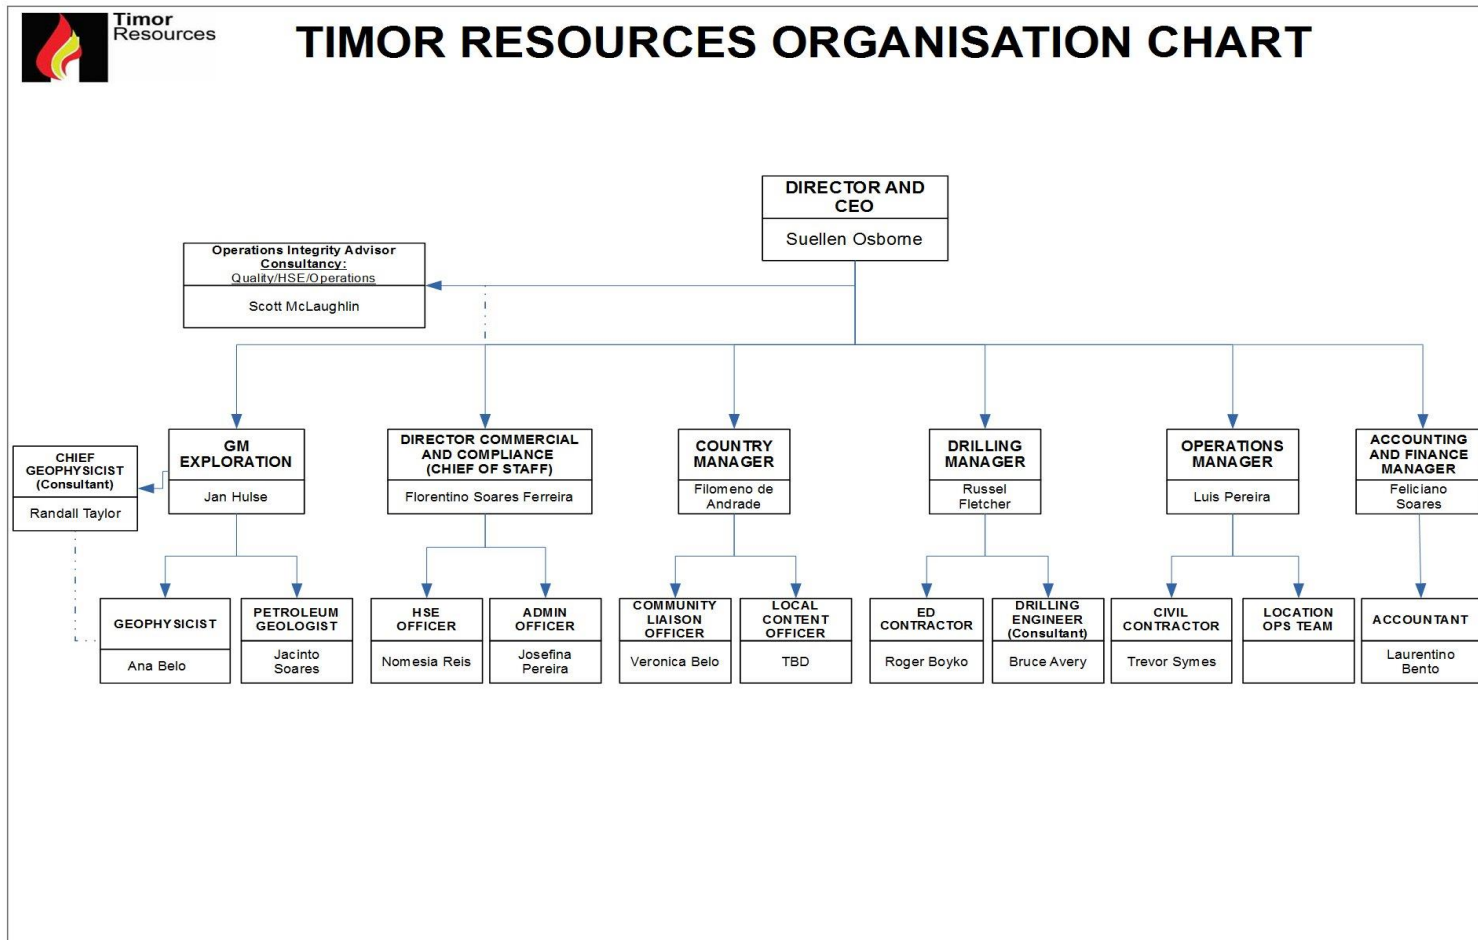 Timor
Resources
TIMOR RESOURCES ORGANISATION CHART
DIRECTOR AND
CEO
Suellen Osborne
Operations Integrity Advisor
Consultancy:
Quality/HSE/Operations
Scott McLaughlin
CHIEF
GEOPHYSICIST
(Consultant)
Randall Taylor
GM
EXPLORATION
Jan Hulse
DIRECTOR COMMERCIAL
AND COMPLIANCE
(CHIEF OF STAFF)
Florentino Soares Ferreira
COUNTRY
MANAGER
Filomeno de
Andrade
DRILLING
MANAGER
Russel
Fletcher
OPERATIONS
MANAGER
Luis Pereira
ACCOUNTING
AND FINANCE
MANAGER
Feliciano
Soares
GEOPHYSICIST
Ana Belo
PETROLEUM
GEOLOGIST
Jacinto
Soares
HSE
OFFICER
Nomesia Reis
ADMIN
OFFICER
Josefina
Pereira
COMMUNITY
LIAISON
OFFICER
Veronica Belo
LOCAL
CONTENT
OFFICER
TBD
ED
CONTRACTOR
Roger Boyko
DRILLING
ENGINEER
(Consultant)
Bruce Avery
CIVIL
CONTRACTOR
Trevor Symes
LOCATION
OPS TEAM
ACCOUNTANT
Laurentino
Bento